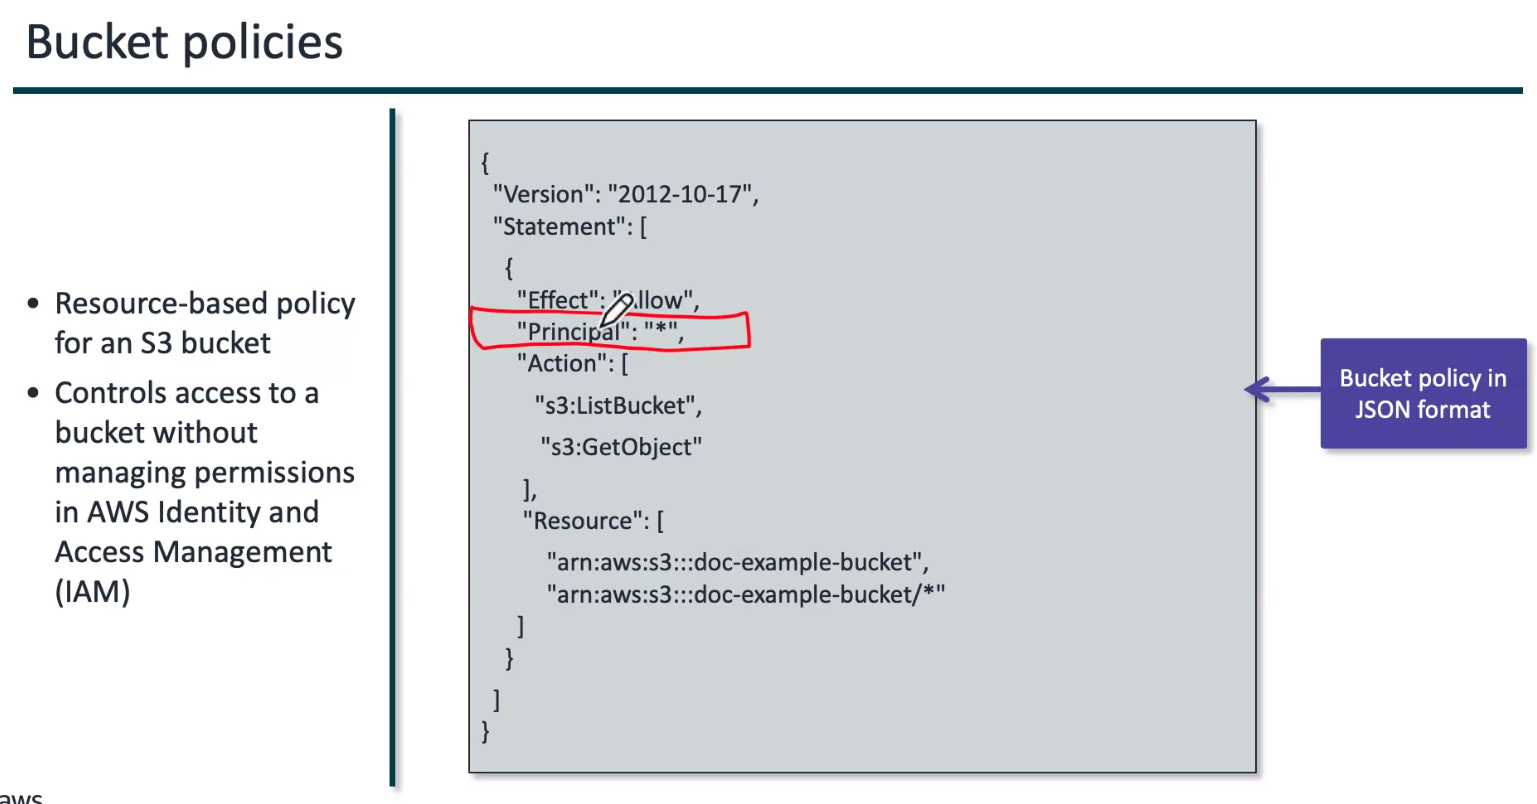 Bucket policies
• Resource-based policy
for an S3 bucket
• Controls access to a
bucket without
managing permissions
in AWS Identity and
Access Management
(IAM)
{
"Version": "2012-10-17",
"Statement": [
{
"Effect": "Allow",
"Principal": "*",
"Action": [
"s3:ListBucket",
"s3:GetObject"
],
"Resource": [
"arn:aws:s3:::doc-example-bucket",
"arn:aws:s3:::doc-example-bucket/*"
]
}
]
}
Bucket policy in
JSON format
aws